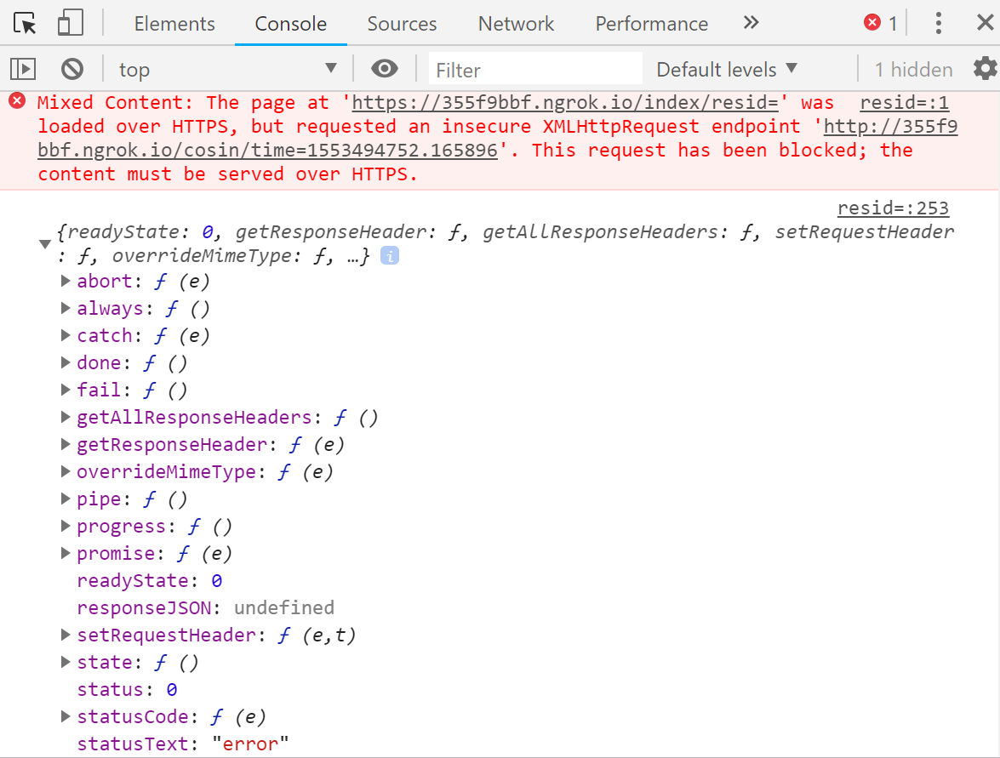 Elements Console Sources Network Performance 1
top Filter Default levels 1 hidden
Mixed Content: The page at 'https://355f9bbf.ngrok.io/index/resid=' was resid=:1
loaded over HTTPS, but requested an insecure XMLHttpRequest endpoint 'http://355f9
bbf.ngrok.io/cosin/time=1553494752.165896'. This request has been blocked; the
content must be served over HTTPS.
resid=:253
{readyState: 0, getResponseHeader: ƒ, getAllResponseHeaders: ƒ, setRequestHeader
: ƒ, overrideMimeType: ƒ, …} i
abort: ƒ (e)
always: ƒ ()
catch: ƒ (e)
done: ƒ ()
fail: ƒ ()
getAllResponseHeaders: ƒ ()
getResponseHeader: ƒ (e)
overrideMimeType: ƒ (e)
pipe: ƒ ()
progress: ƒ ()
promise: ƒ (e)
readyState: 0
responseJSON: undefined
setRequestHeader: ƒ (e,t)
state: ƒ ()
status: 0
statusCode: ƒ (e)
statusText: "error"